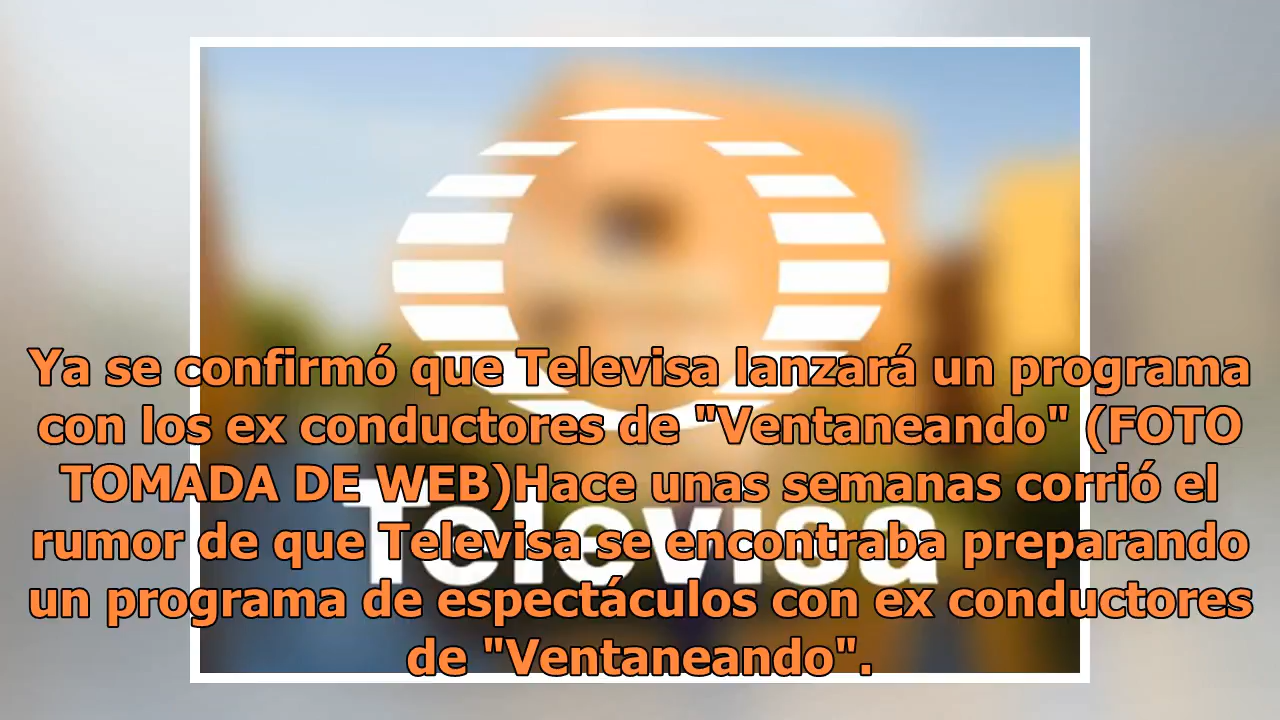 Ya se confirmó que Televisa lanzará un programa
con los ex conductores de "Ventaneando" (FOTO
TOMADA DE WEB)Hace unas semanas corrió el
rumor de que Televisa se encontraba preparando
un programa de espectáculos con ex conductores
de "Ventaneando".
Televisa